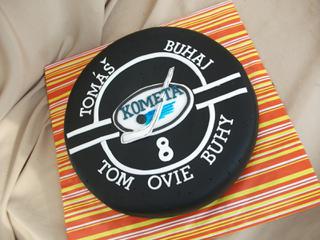 TOMÁŠ BUHAJ
KOMETA
8
TOM OVIE BUHY